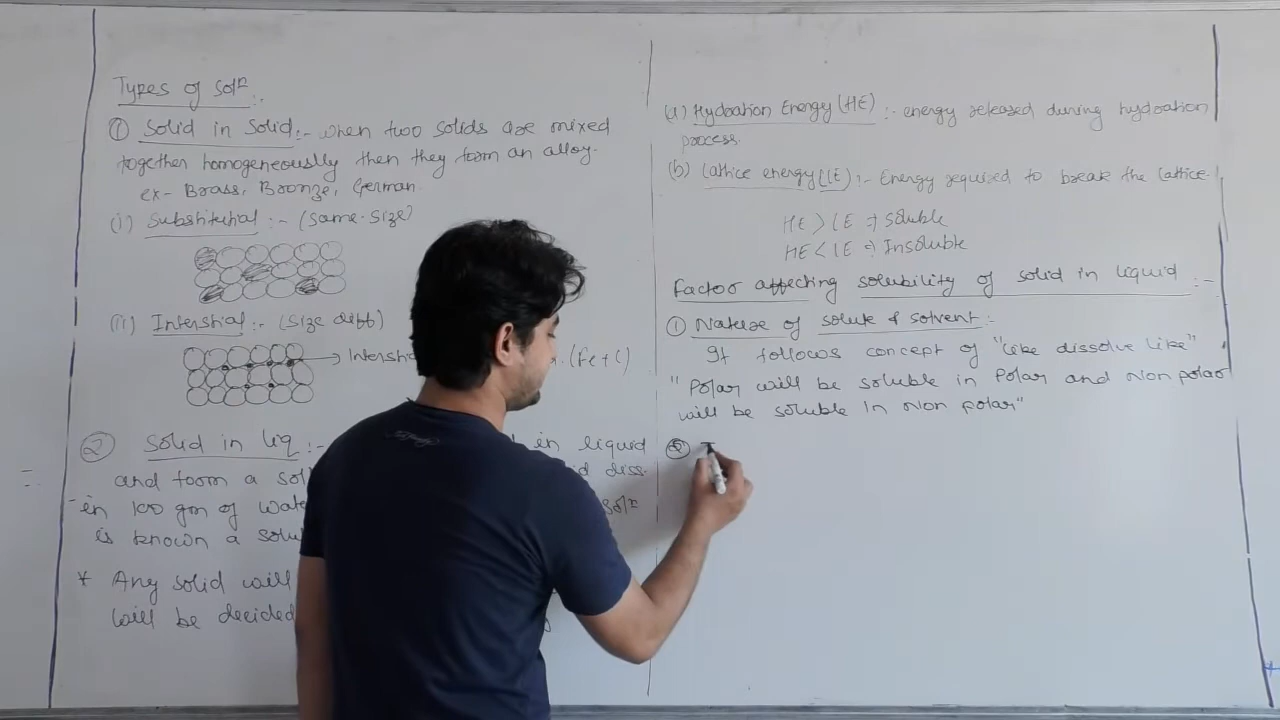 Types of solⁿ :-
① Solid in Solid :- when two solids are mixed
together homogeneously then they form an alloy.
ex- Brass, Bronze, German
(i) Substitutial :- (same size)
(ii) Interstial :- (size diff)
→ Interstia
(Fe + C)
② Solid in liq :- in liquid
and form a sol diss.
in 100 gm of wate solⁿ
is known a solu
* Any solid will
will be decided
(a) Hydration Energy (HE) :- energy released during hydration
process.
(b) Lattice energy (LE) :- Energy required to break the lattice.
HE > LE ⇒ Soluble
HE < LE ⇒ Insoluble
Factor affecting solubility of solid in liquid :-
① Nature of solute & solvent :-
It follows concept of "like dissolve like"
"Polar will be soluble in Polar and non polar
will be soluble in non polar"
②